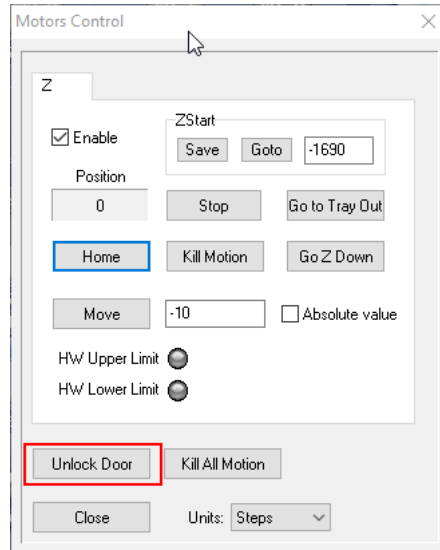 Motors Control
Z
ZStart
Enable
Save Goto -1690
Position
0 Stop Go to Tray Out
Home Kill Motion Go Z Down
Move -10 Absolute value
HW Upper Limit
HW Lower Limit
Unlock Door Kill All Motion
Close Units: Steps